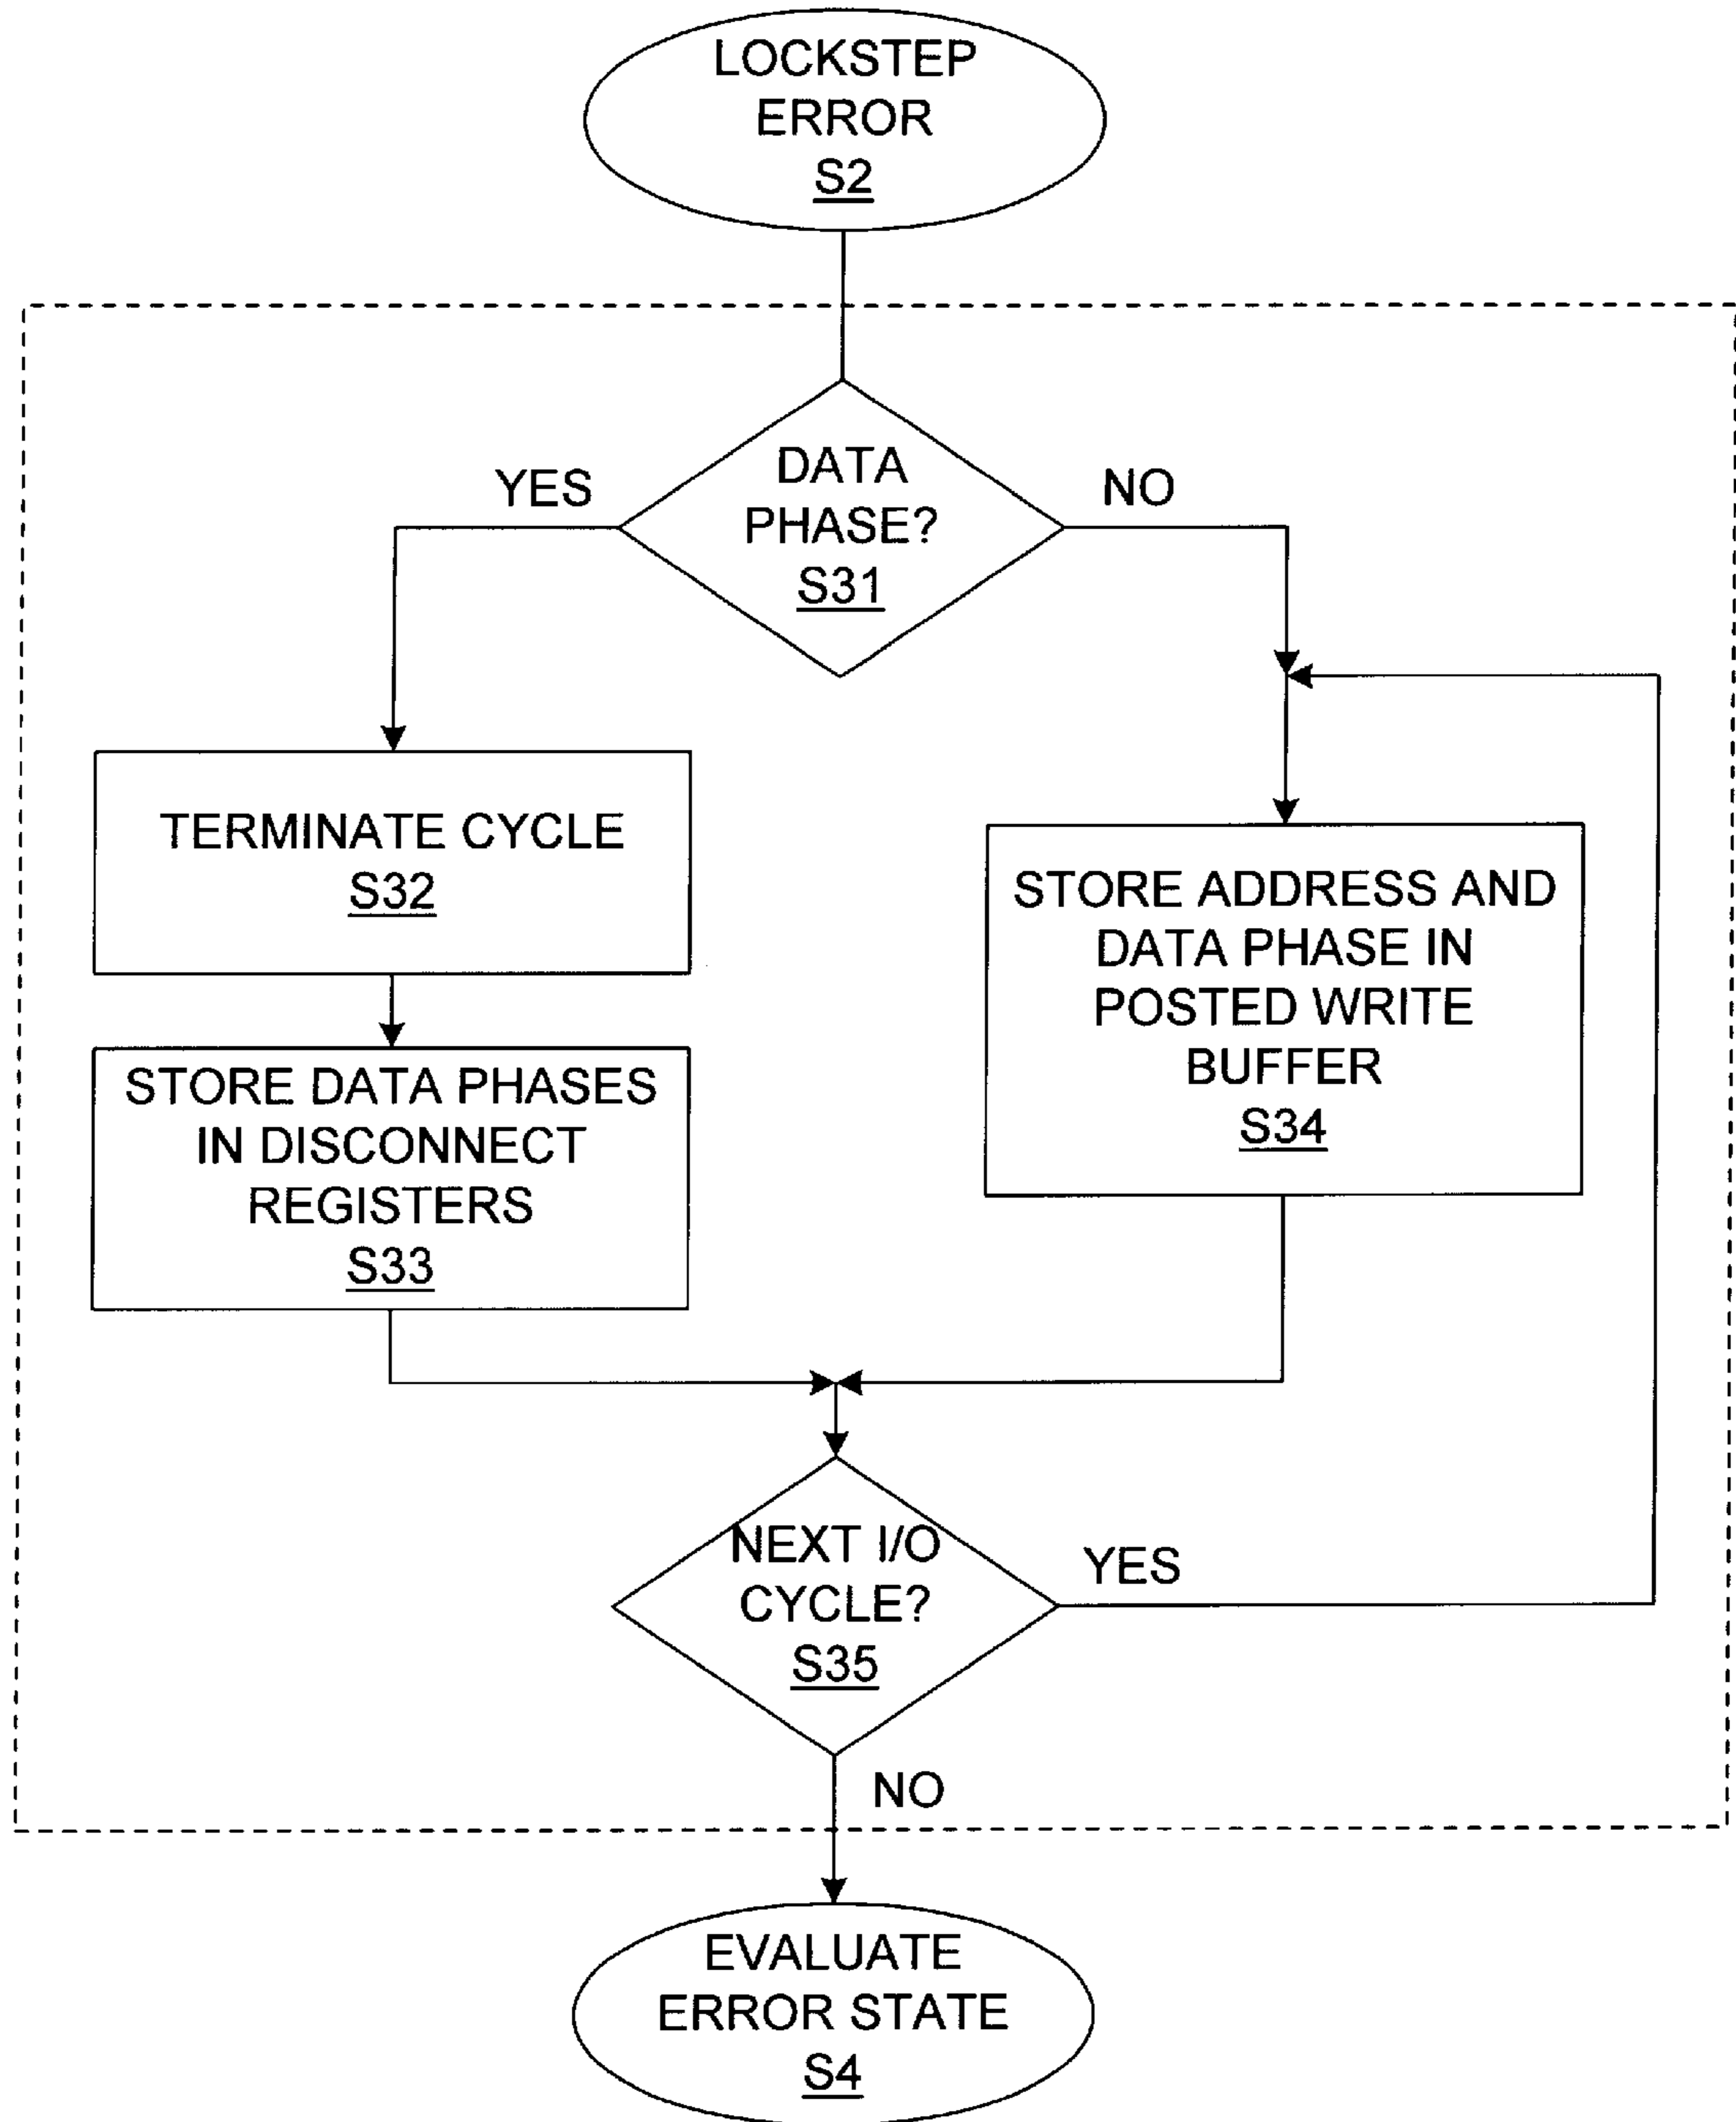 LOCKSTEP
ERROR
S2
DATA
PHASE?
S31
YES
NO
TERMINATE CYCLE
S32
STORE ADDRESS AND
DATA PHASE IN
POSTED WRITE
BUFFER
S34
STORE DATA PHASES
IN DISCONNECT
REGISTERS
S33
NEXT I/O
CYCLE?
S35
YES
NO
EVALUATE
ERROR STATE
S4